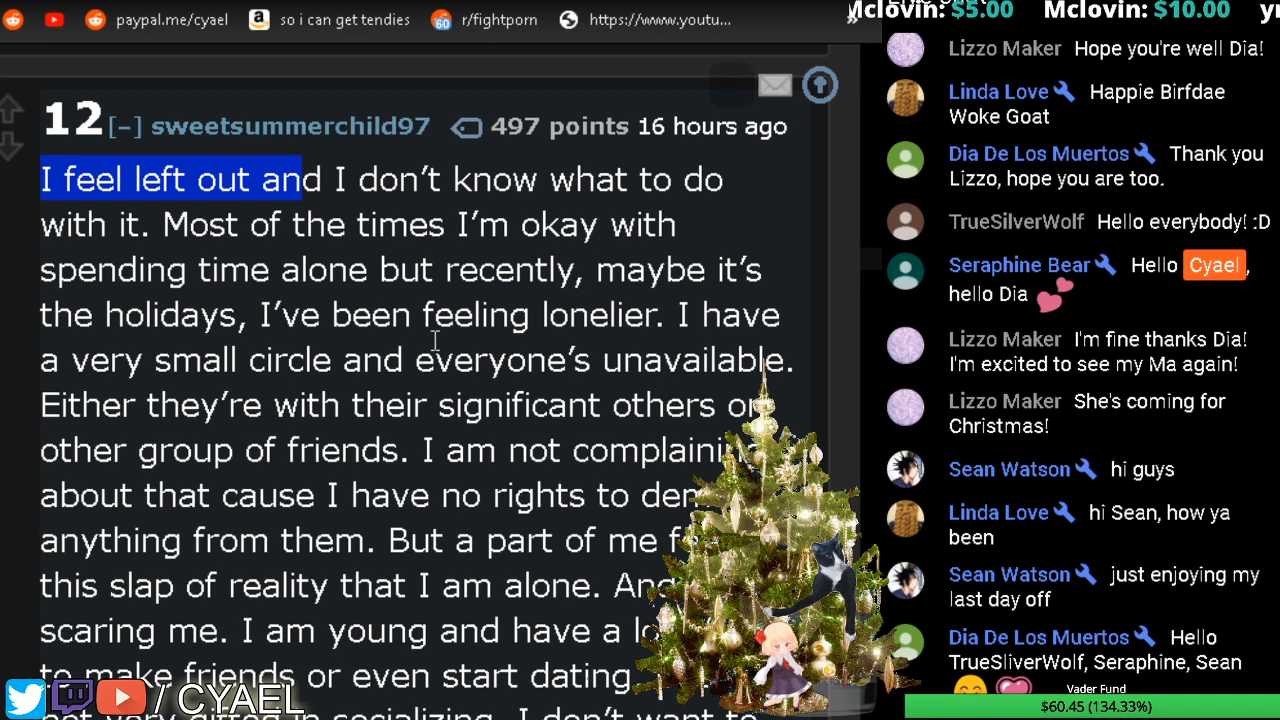 paypal.me/cyael so i can get tendies r/fightporn https://www.youtu...
Mclovin: $5.00 Mclovin: $10.00
12 [–] sweetsummerchild97 497 points 16 hours ago
I feel left out and I don’t know what to do
with it. Most of the times I’m okay with
spending time alone but recently, maybe it’s
the holidays, I’ve been feeling lonelier. I have
a very small circle and everyone’s unavailable.
Either they’re with their significant others or
other group of friends. I am not
about that cause I have no rights to
anything from them. But a part of me
this slap of reality that I am alone.
scaring me. I am young and have a
to make friends or even start dating
not very gifted in socializing. I don’t want to
/ CYAEL
Lizzo Maker Hope you're well Dia!
Linda Love Happie Birfdae
Woke Goat
Dia De Los Muertos Thank you
Lizzo, hope you are too.
TrueSilverWolf Hello everybody! :D
Seraphine Bear Hello Cyael,
hello Dia
Lizzo Maker I'm fine thanks Dia!
I'm excited to see my Ma again!
Lizzo Maker She's coming for
Christmas!
Sean Watson hi guys
Linda Love hi Sean, how ya
been
Sean Watson just enjoying my
last day off
Dia De Los Muertos Hello
TrueSliverWolf, Seraphine, Sean
Vader Fund
$60.45 (134.33%)